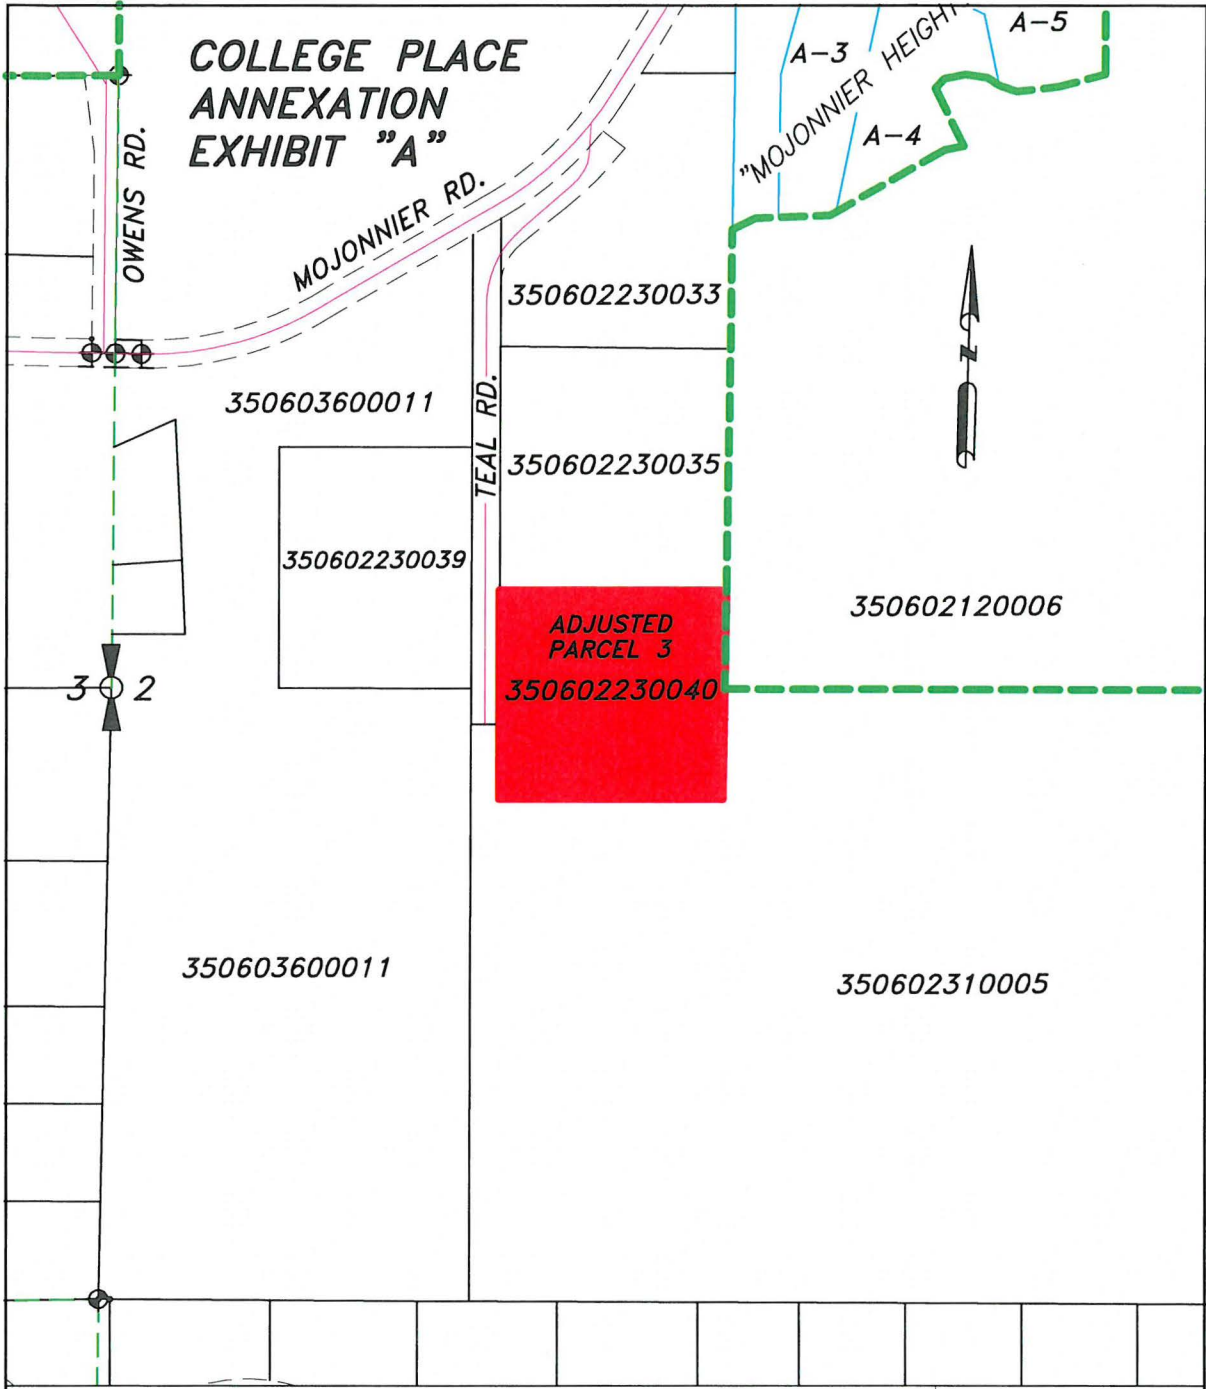 COLLEGE PLACE
ANNEXATION
EXHIBIT "A"
OWENS RD.
MOJONNIER RD.
A-3
A-5
"MOJONNIER HEIGHT
A-4
350602230033
350603600011
TEAL RD.
350602230035
350602230039
N
ADJUSTED
PARCEL 3
350602230040
350602120006
3 2
350603600011
350602310005